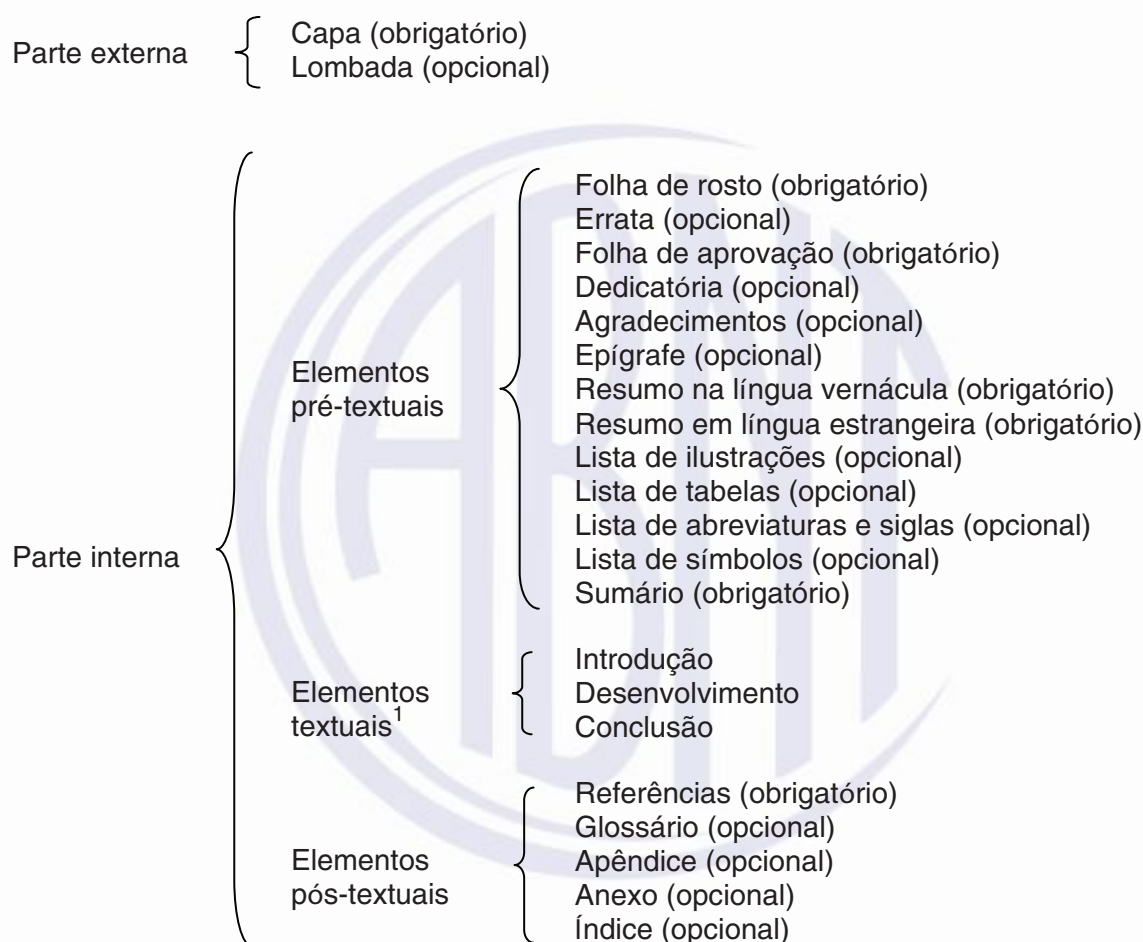 Parte externa
Capa (obrigatório)
Lombada (opcional)
Parte interna
Elementos
pré-textuais
Folha de rosto (obrigatório)
Errata (opcional)
Folha de aprovação (obrigatório)
Dedicatória (opcional)
Agradecimentos (opcional)
Epígrafe (opcional)
Resumo na língua vernácula (obrigatório)
Resumo em língua estrangeira (obrigatório)
Lista de ilustrações (opcional)
Lista de tabelas (opcional)
Lista de abreviaturas e siglas (opcional)
Lista de símbolos (opcional)
Sumário (obrigatório)
Elementos
textuais¹
Introdução
Desenvolvimento
Conclusão
Elementos
pós-textuais
Referências (obrigatório)
Glossário (opcional)
Apêndice (opcional)
Anexo (opcional)
Índice (opcional)
ABNT